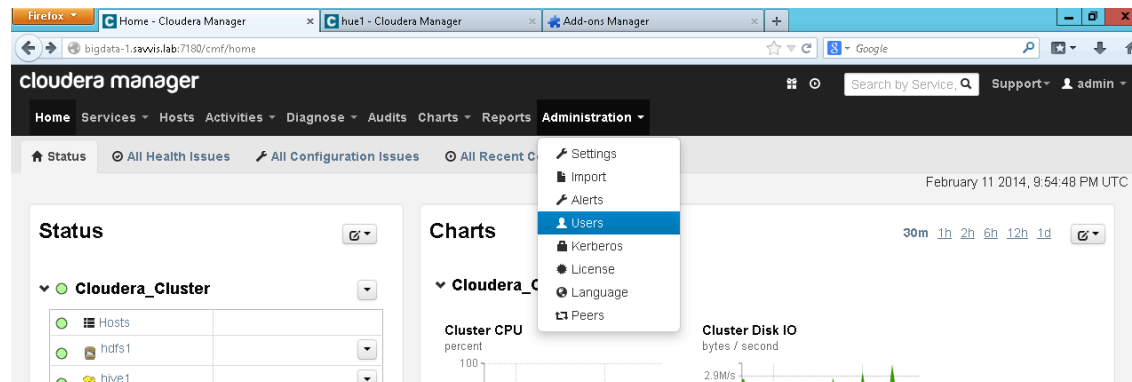 Firefox
Home - Cloudera Manager
hue1 - Cloudera Manager
Add-ons Manager
bigdata-1.savvis.lab:7180/cmf/home
Google
cloudera manager
Search by Service,
Support
admin
Home Services Hosts Activities Diagnose Audits Charts Reports Administration
Status All Health Issues All Configuration Issues All Recent C
Settings
Import
Alerts
Users
Kerberos
License
Language
Peers
February 11 2014, 9:54:48 PM UTC
Status
Charts
30m 1h 2h 6h 12h 1d
Cloudera_Cluster
Cloudera_C
Hosts
hdfs1
hive1
Cluster CPU
percent
100
Cluster Disk IO
bytes / second
2.9M/s